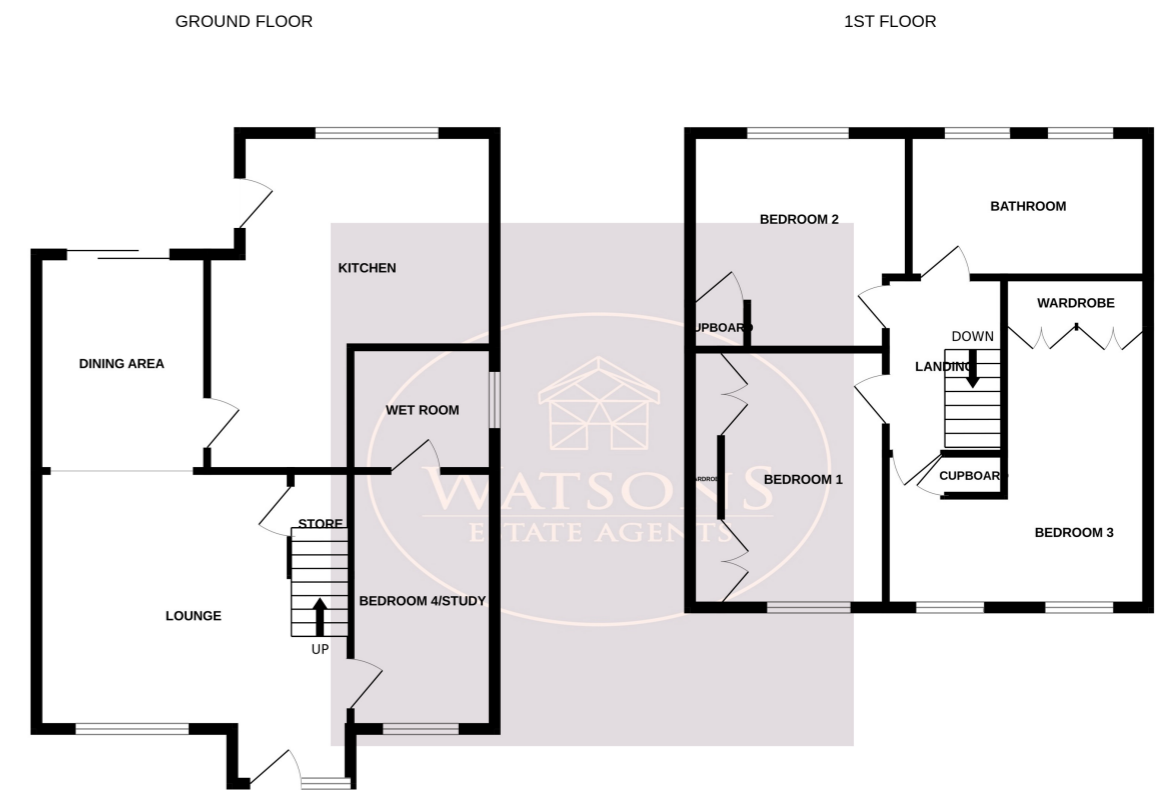 GROUND FLOOR
KITCHEN
DINING AREA
WET ROOM
STORE
BEDROOM 4/STUDY
LOUNGE
UP
1ST FLOOR
BATHROOM
BEDROOM 2
WARDROBE
UPBOARD
DOWN
LANDING
CUPBOARD
BEDROOM 1
BEDROOM 3
WATSONS
ESTATE AGENTS